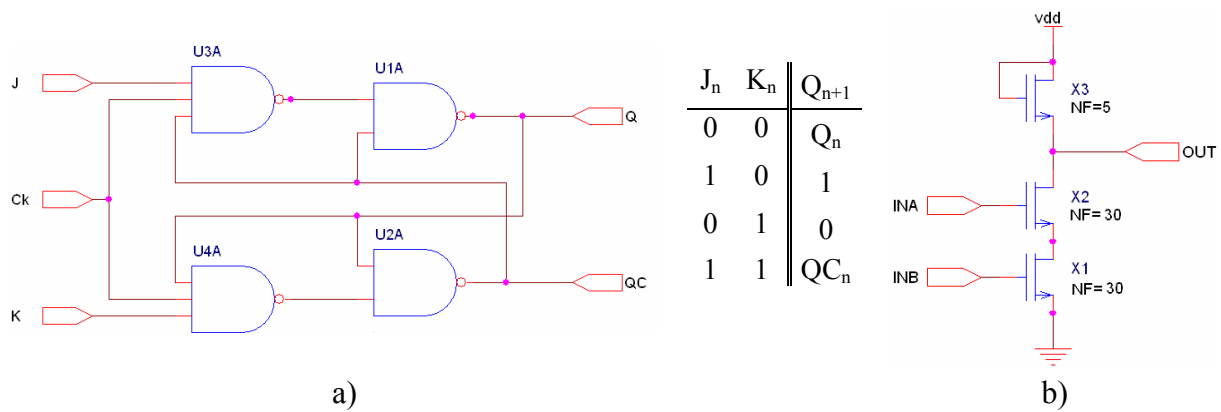 U3A
U1A
J
Q
Ck
U4A
U2A
K
QC
a)
Jn Kn Qn+1
0 0 Qn
1 0 1
0 1 0
1 1 QCn
vdd
X3
NF=5
OUT
INA
X2
NF= 30
INB
X1
NF= 30
b)